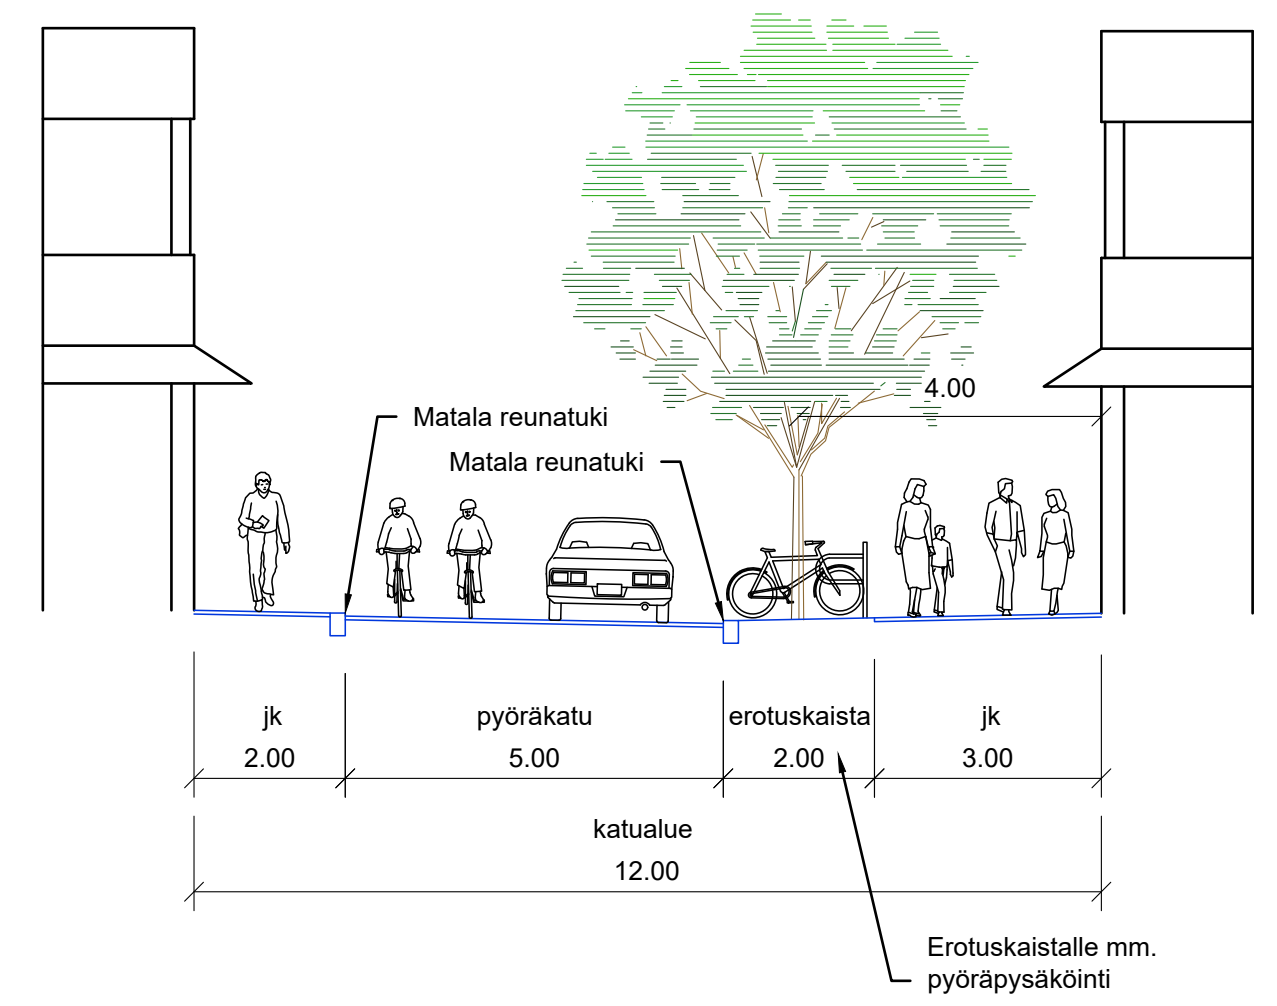 4.00
Matala reunatuki
Matala reunatuki
jk
pyöräkatu
erotuskaista
jk
2.00
5.00
2.00
3.00
katualue
12.00
Erotuskaistalle mm.
pyöräpysäköinti